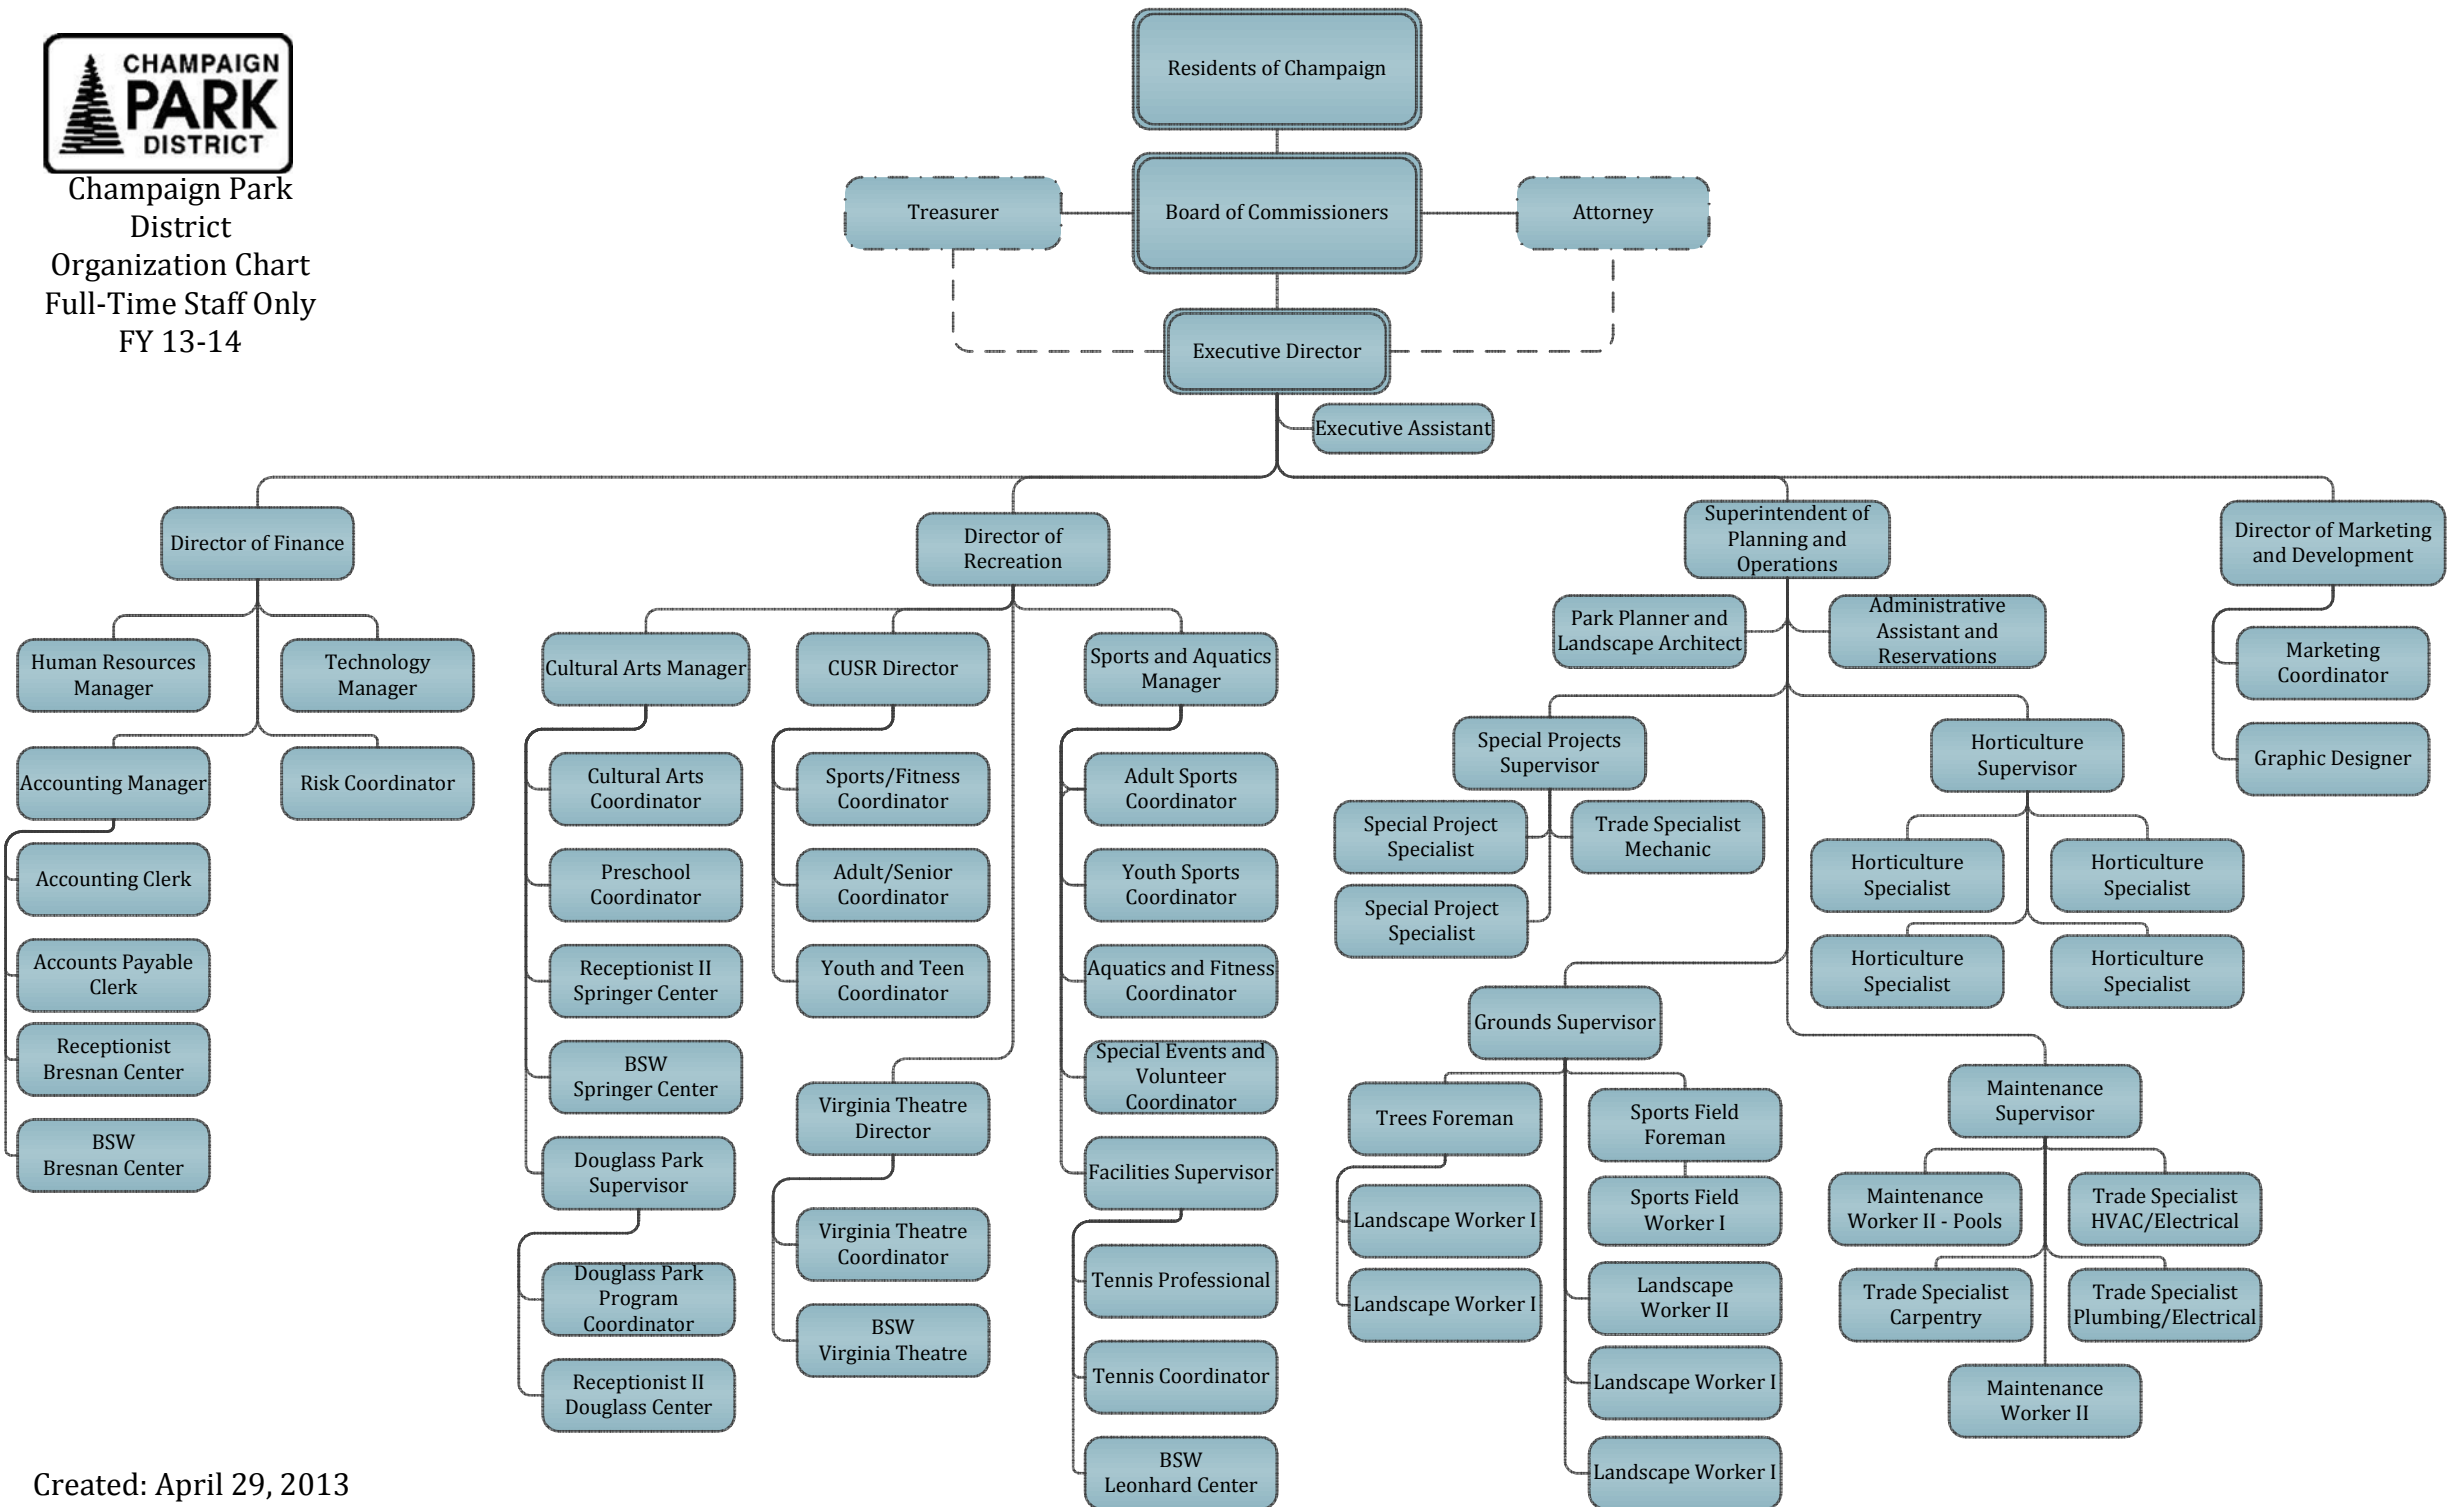 CHAMPAIGN
PARK
DISTRICT
Champaign Park
District
Organization Chart
Full-Time Staff Only
FY 13-14
Residents of Champaign
Treasurer
Board of Commissioners
Attorney
Executive Director
Executive Assistant
Director of Finance
Human Resources
Manager
Technology
Manager
Accounting Manager
Risk Coordinator
Accounting Clerk
Accounts Payable
Clerk
Receptionist
Bresnan Center
BSW
Bresnan Center
Director of
Recreation
Cultural Arts Manager
Cultural Arts
Coordinator
Preschool
Coordinator
Receptionist II
Springer Center
BSW
Springer Center
Douglass Park
Supervisor
Douglass Park
Program
Coordinator
Receptionist II
Douglass Center
CUSR Director
Sports/Fitness
Coordinator
Adult/Senior
Coordinator
Youth and Teen
Coordinator
Virginia Theatre
Director
Virginia Theatre
Coordinator
BSW
Virginia Theatre
Sports and Aquatics
Manager
Adult Sports
Coordinator
Youth Sports
Coordinator
Aquatics and Fitness
Coordinator
Special Events and
Volunteer
Coordinator
Facilities Supervisor
Tennis Professional
Tennis Coordinator
BSW
Leonhard Center
Superintendent of
Planning and
Operations
Park Planner and
Landscape Architect
Administrative
Assistant and
Reservations
Special Projects
Supervisor
Special Project
Specialist
Trade Specialist
Mechanic
Special Project
Specialist
Horticulture
Supervisor
Horticulture
Specialist
Horticulture
Specialist
Horticulture
Specialist
Horticulture
Specialist
Grounds Supervisor
Trees Foreman
Landscape Worker I
Landscape Worker I
Sports Field
Foreman
Sports Field
Worker I
Landscape
Worker II
Landscape Worker I
Landscape Worker I
Maintenance
Supervisor
Maintenance
Worker II - Pools
Trade Specialist
HVAC/Electrical
Trade Specialist
Carpentry
Trade Specialist
Plumbing/Electrical
Maintenance
Worker II
Director of Marketing
and Development
Marketing
Coordinator
Graphic Designer
Created: April 29, 2013